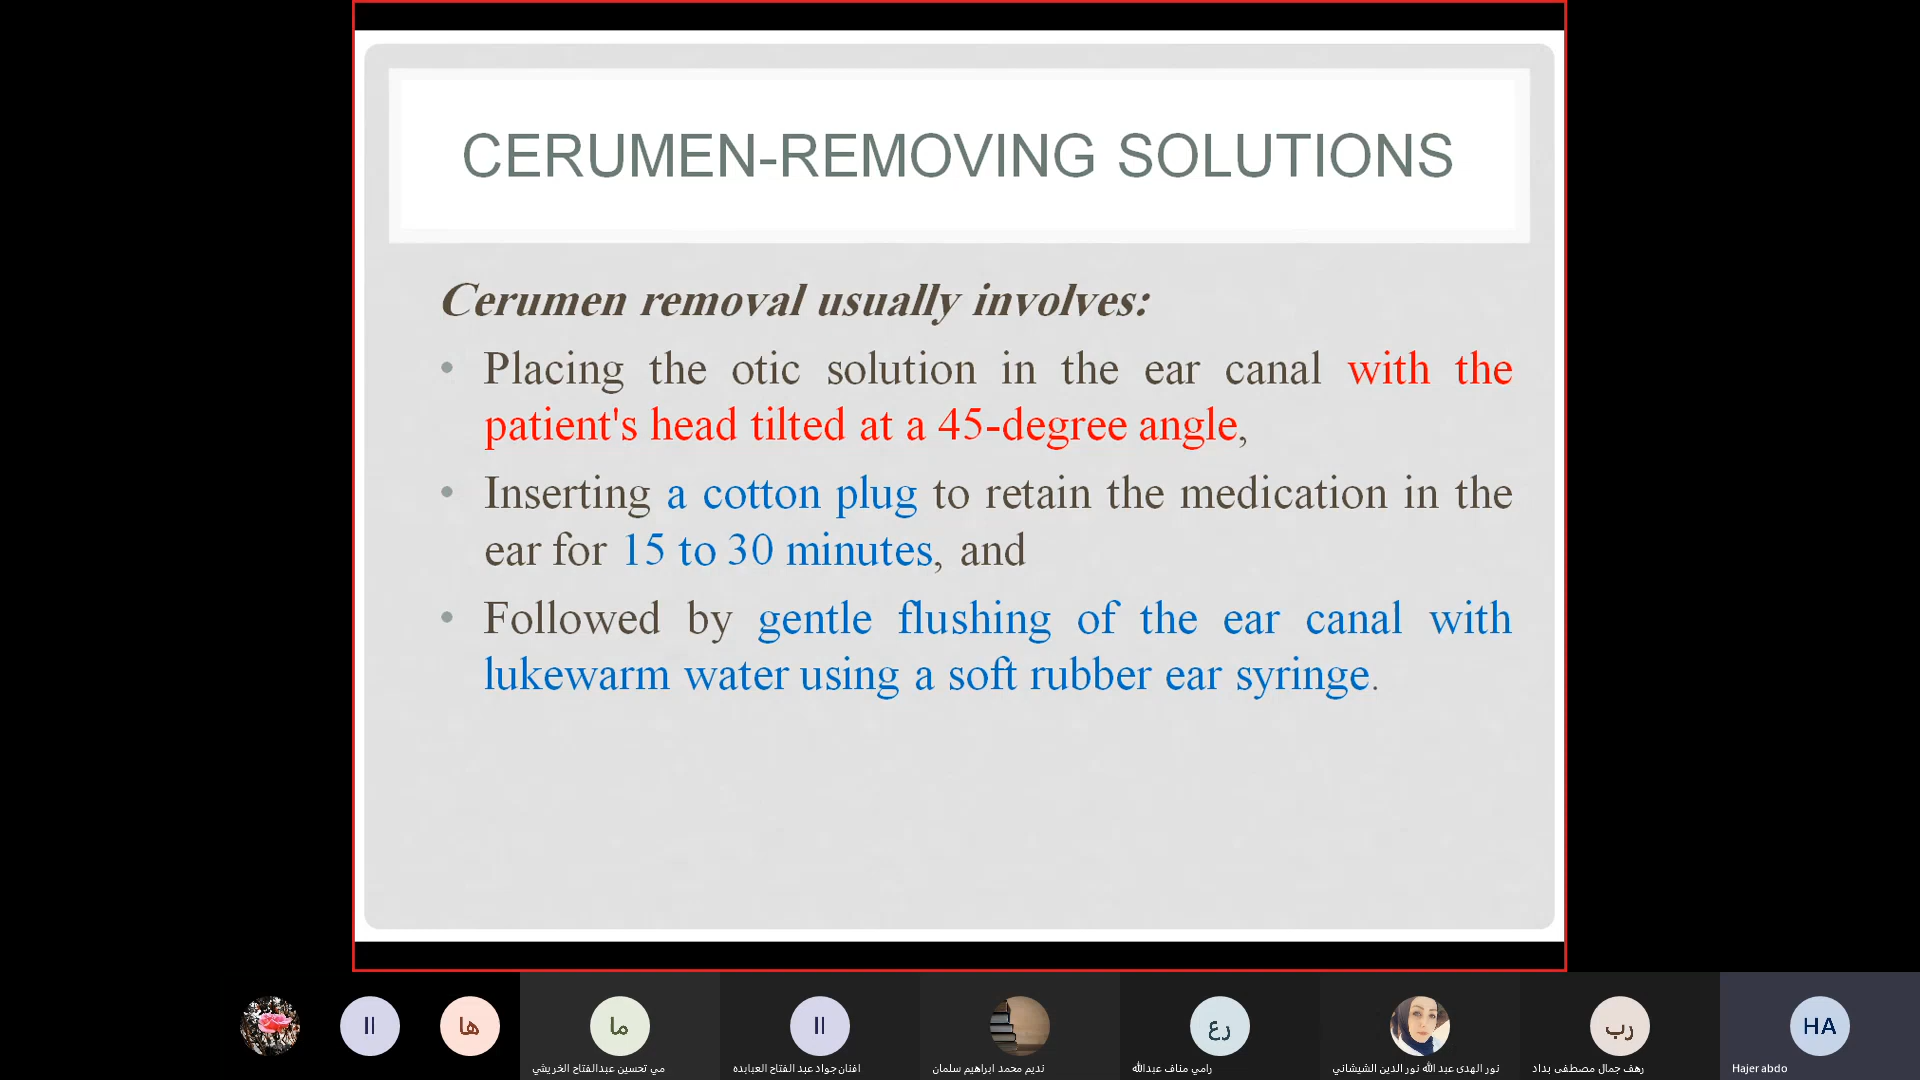 CERUMEN-REMOVING SOLUTIONS
Cerumen removal usually involves:
• Placing the otic solution in the ear canal with the
patient's head tilted at a 45-degree angle,
• Inserting a cotton plug to retain the medication in the
ear for 15 to 30 minutes, and
• Followed by gentle flushing of the ear canal with
lukewarm water using a soft rubber ear syringe.
اا
ها
ما
اا
رع
رب
HA
مي تحسين عبدالفتاح الخريشي
افنان جواد عبد الفتاح العبابده
نديم محمد ابراهيم سلمان
رامي مناف عبدالله
نور الهدى عبد الله نور الدين الشيشاني
رهف جمال مصطفى بداد
Hajer abdo